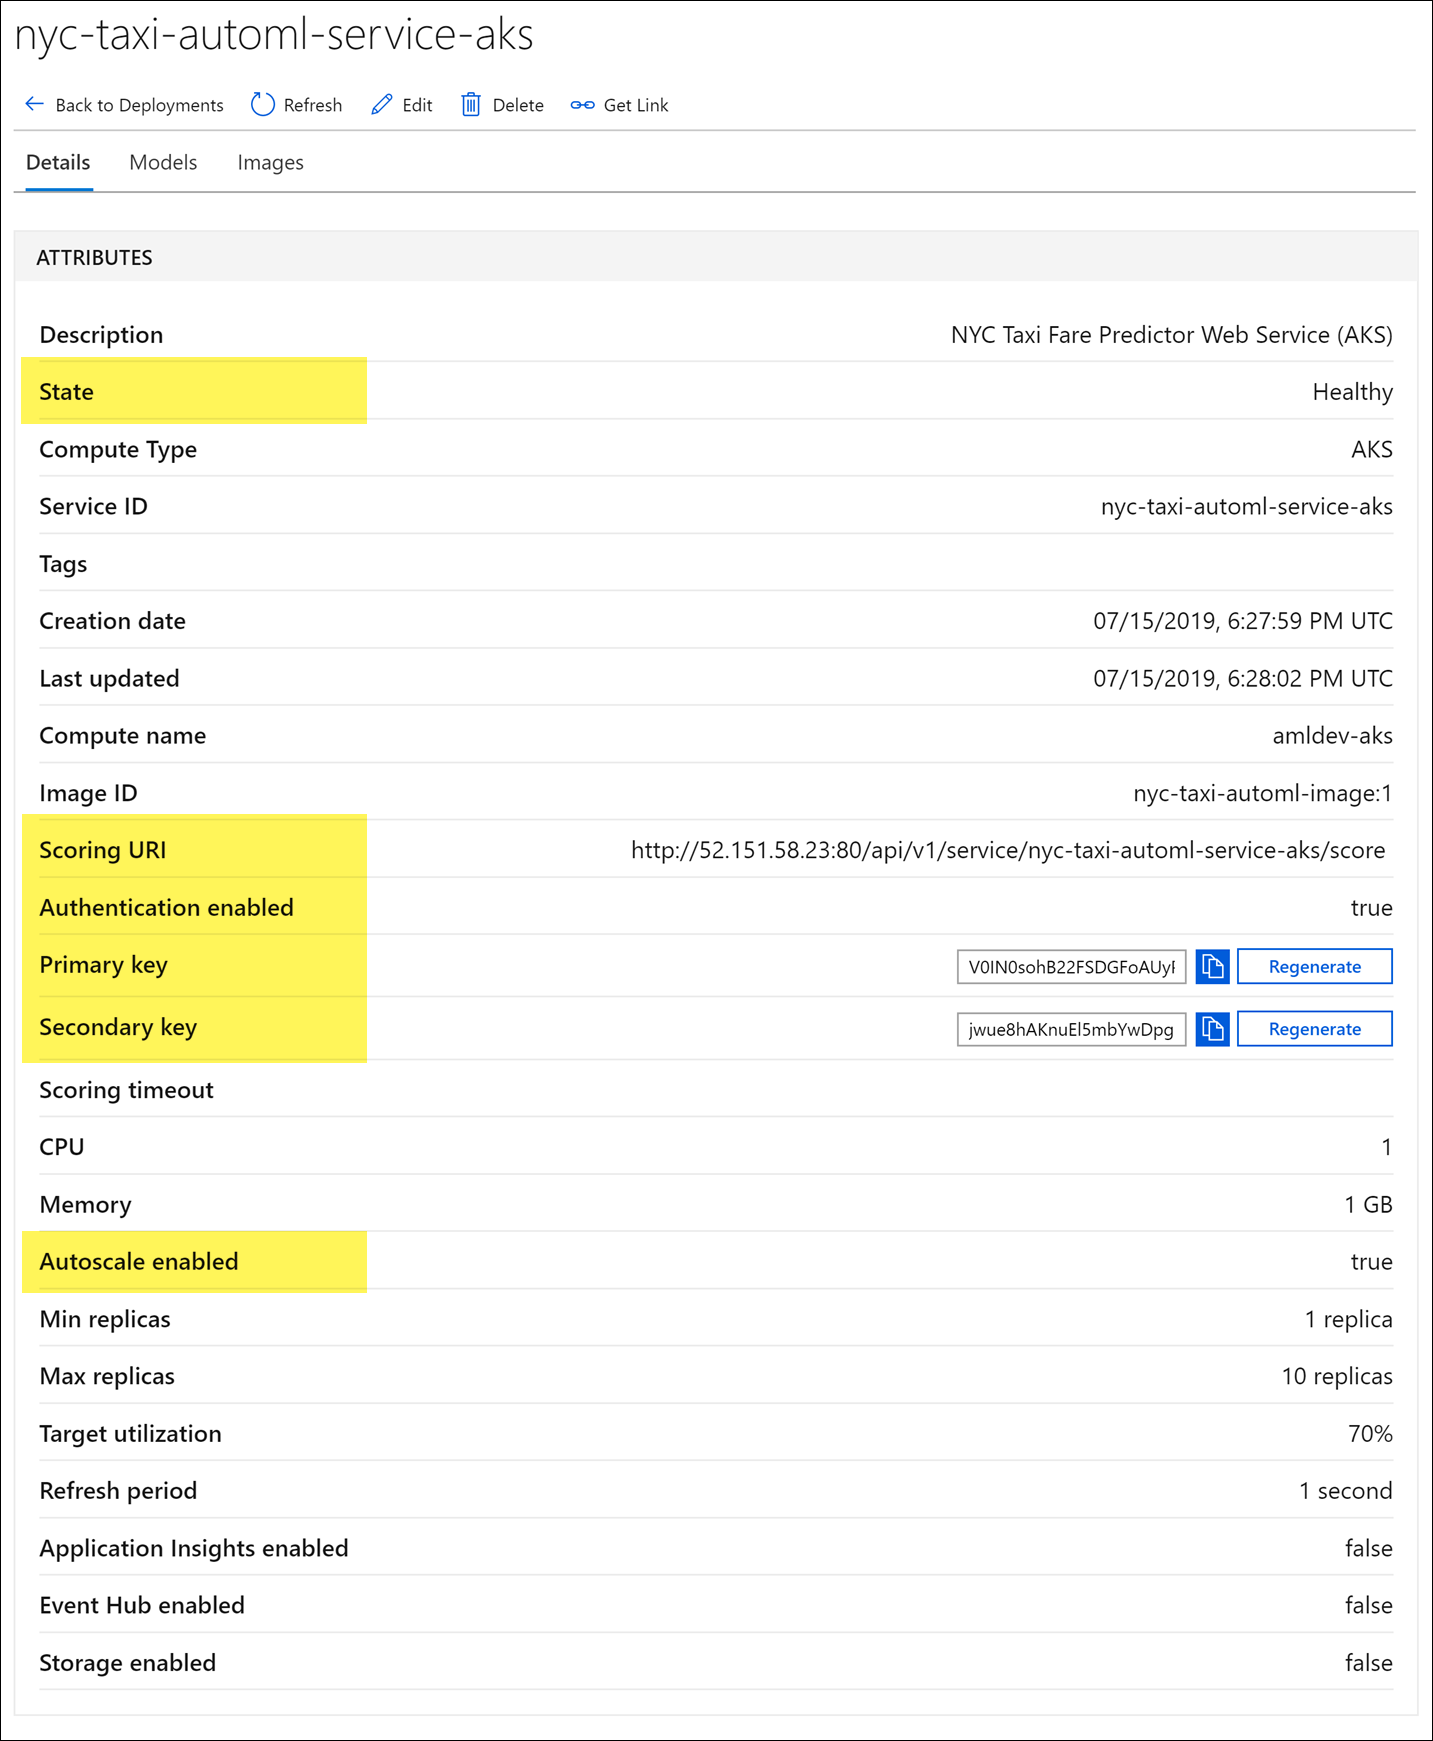 nyc-taxi-automl-service-aks
Back to Deployments Refresh Edit Delete Get Link
Details Models Images
ATTRIBUTES
Description NYC Taxi Fare Predictor Web Service (AKS)
State Healthy
Compute Type AKS
Service ID nyc-taxi-automl-service-aks
Tags
Creation date 07/15/2019, 6:27:59 PM UTC
Last updated 07/15/2019, 6:28:02 PM UTC
Compute name amldev-aks
Image ID nyc-taxi-automl-image:1
Scoring URI http://52.151.58.23:80/api/v1/service/nyc-taxi-automl-service-aks/score
Authentication enabled true
Primary key Regenerate
Secondary key Regenerate
Scoring timeout
CPU 1
Memory 1 GB
Autoscale enabled true
Min replicas 1 replica
Max replicas 10 replicas
Target utilization 70%
Refresh period 1 second
Application Insights enabled false
Event Hub enabled false
Storage enabled false